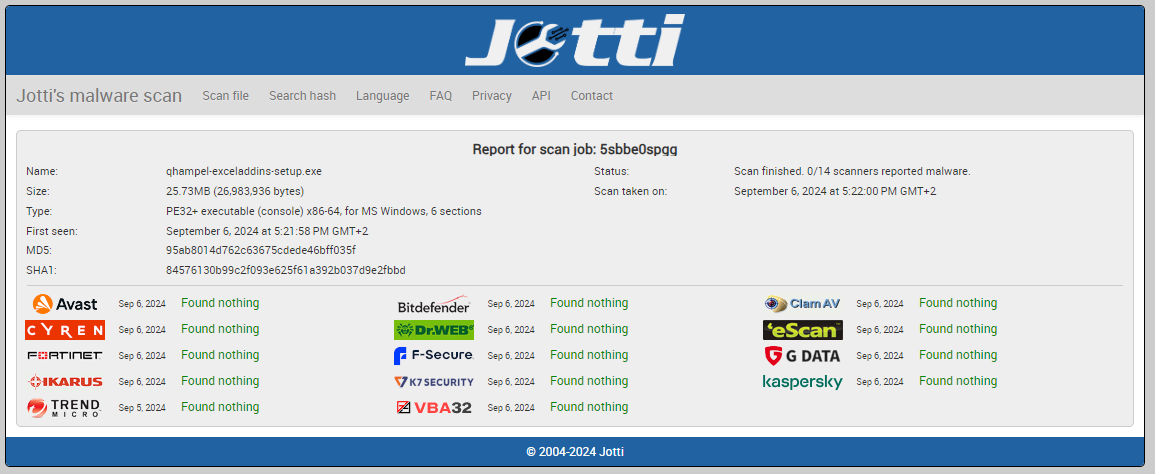 Jotti
Jotti's malware scan Scan file Search hash Language FAQ Privacy API Contact
Report for scan job: 5sbbe0spgg
Name: qhampel-exceladdins-setup.exe Status: Scan finished. 0/14 scanners reported malware.
Size: 25.73MB (26,983,936 bytes) Scan taken on: September 6, 2024 at 5:22:00 PM GMT+2
Type: PE32+ executable (console) x86-64, for MS Windows, 6 sections
First seen: September 6, 2024 at 5:21:58 PM GMT+2
MD5: 95ab8014d762c63675cdede46bff035f
SHA1: 84576130b99c2f093e625f61a392b037d9e2fbbd
Avast Sep 6, 2024 Found nothing Bitdefender Sep 6, 2024 Found nothing ClamAV Sep 6, 2024 Found nothing
CYREN Sep 6, 2024 Found nothing Dr.WEB Sep 6, 2024 Found nothing eScan Sep 6, 2024 Found nothing
FORTINET Sep 6, 2024 Found nothing F-Secure Sep 6, 2024 Found nothing G DATA Sep 6, 2024 Found nothing
IKARUS Sep 6, 2024 Found nothing K7 SECURITY Sep 6, 2024 Found nothing kaspersky Sep 6, 2024 Found nothing
TREND MICRO Sep 5, 2024 Found nothing VBA32 Sep 6, 2024 Found nothing
© 2004-2024 Jotti